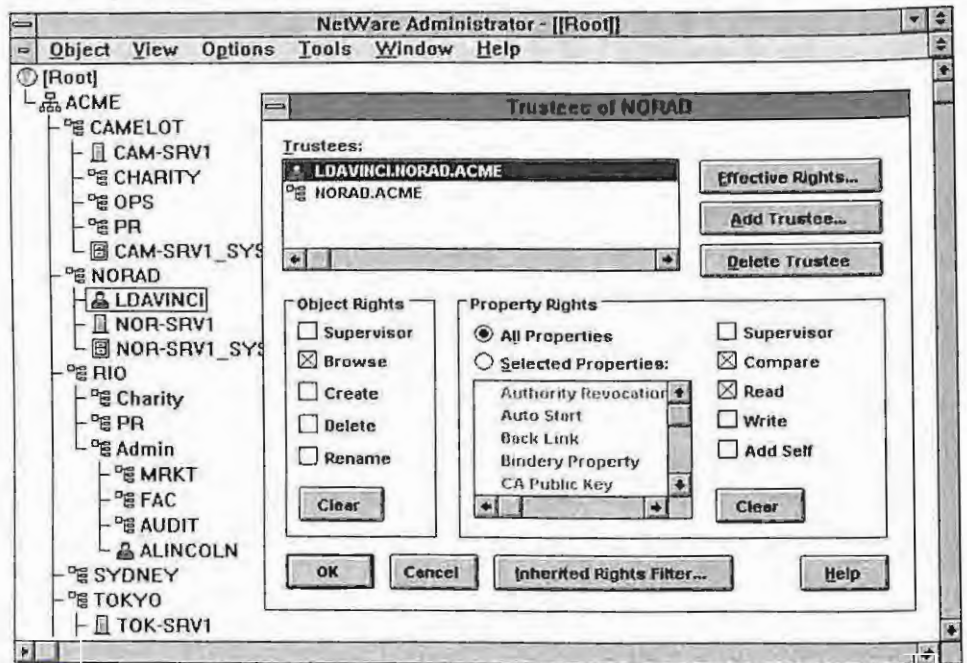 NetWare Administrator - [[Root]]
Object View Options Tools Window Help
[Root]
ACME
CAMELOT
CAM-SRV1
CHARITY
OPS
PR
CAM-SRV1_SYS
NORAD
LDAVINCI
NOR-SRV1
NOR-SRV1_SYS
RIO
Charity
PR
Admin
MRKT
FAC
AUDIT
ALINCOLN
SYDNEY
TOKYO
TOK-SRV1
Trustees of NORAD
Trustees:
LDAVINCI.NORAD.ACME
NORAD.ACME
Effective Rights...
Add Trustee...
Delete Trustee
Object Rights
Supervisor
Browse
Create
Delete
Rename
Clear
Property Rights
All Properties
Selected Properties:
Authority Revocation
Auto Start
Back Link
Bindery Property
CA Public Key
Supervisor
Compare
Read
Write
Add Self
Clear
OK
Cancel
Inherited Rights Filter...
Help